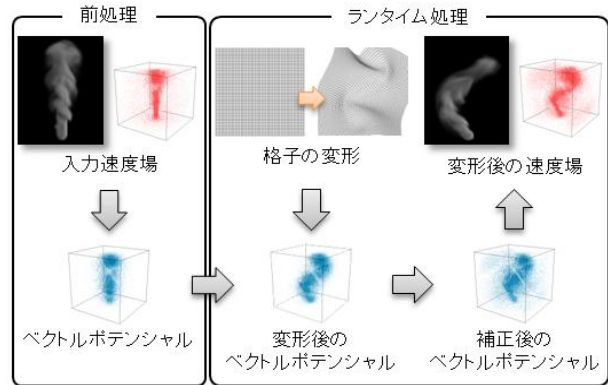 前処理
ランタイム処理
入力速度場
格子の変形
変形後の速度場
ベクトルポテンシャル
変形後の
ベクトルポテンシャル
補正後の
ベクトルポテンシャル